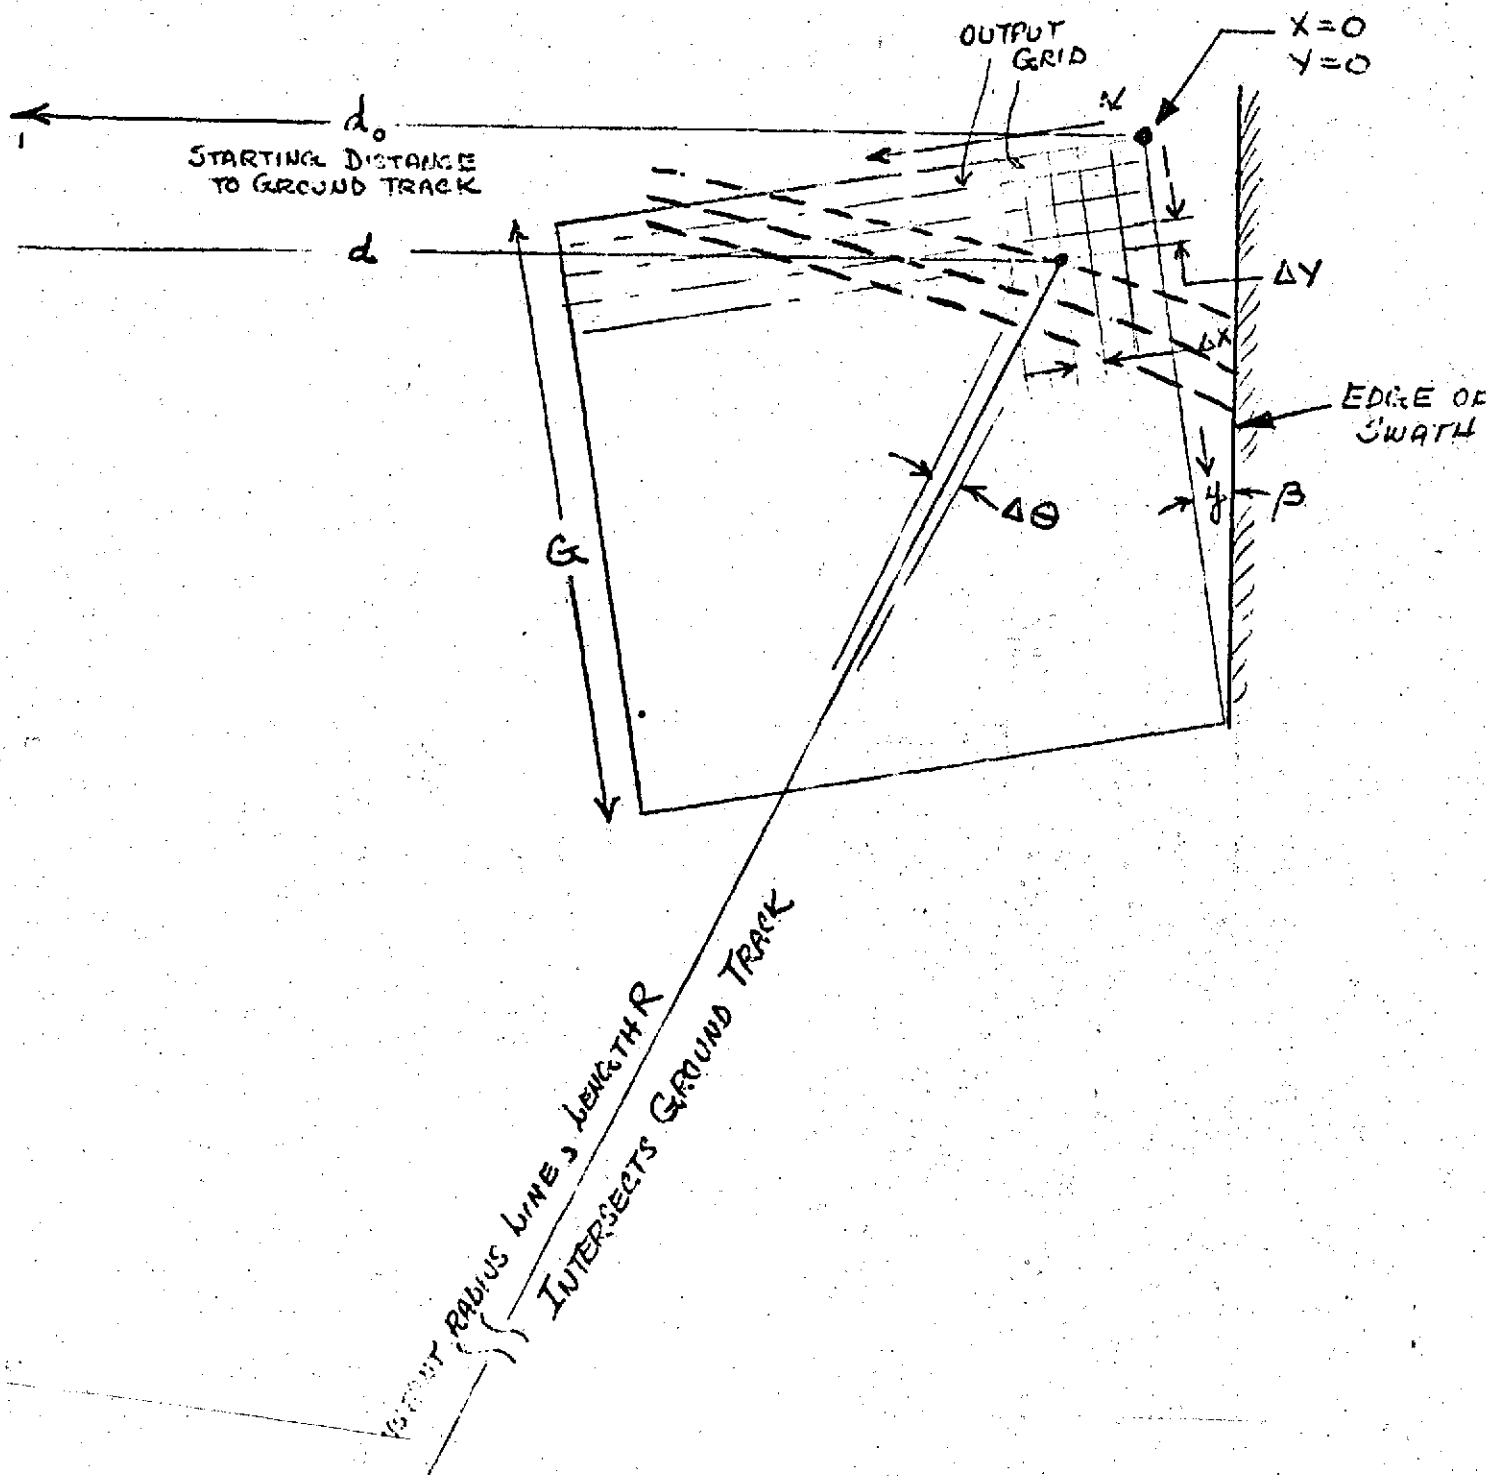 OUTPUT
GRID
X=0
Y=0
d₀
STARTING DISTANCE
TO GROUND TRACK
d
ΔY
ΔX
EDGE OF
SWATH
y
β
Δθ
G
RADIUS LINE, LENGTH R
INTERSECTS GROUND TRACK